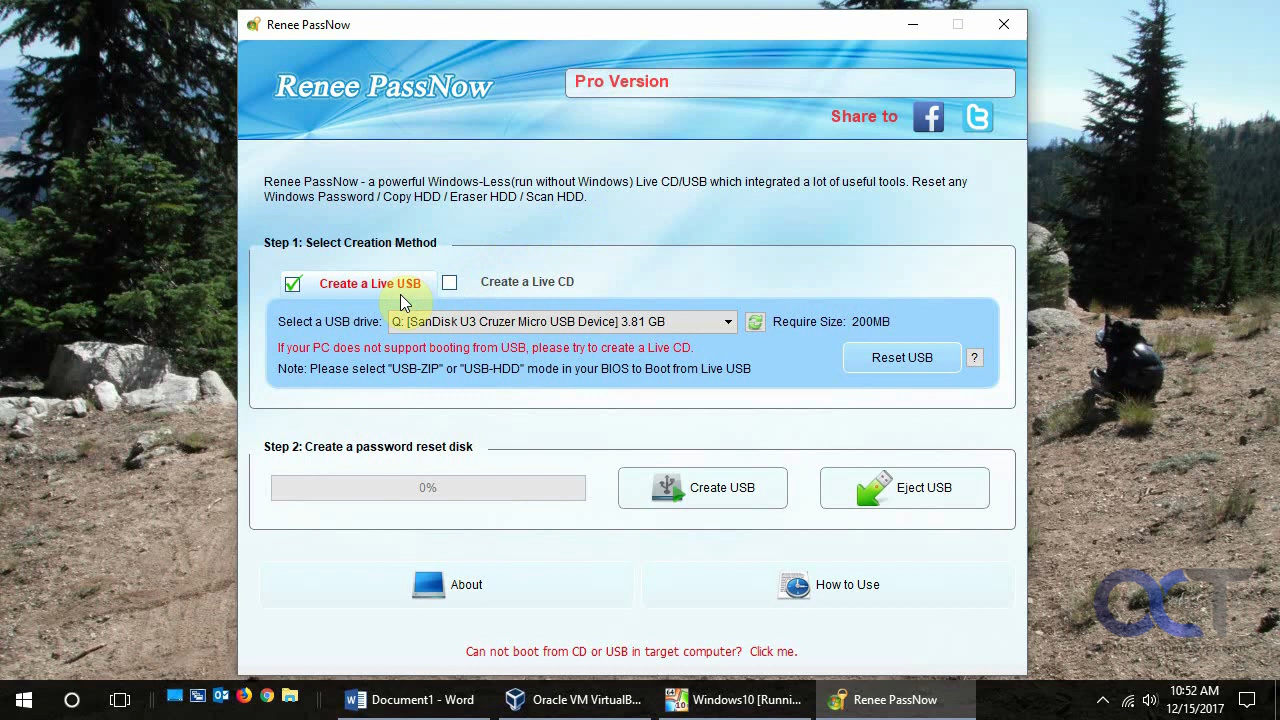 Renee PassNow
Renee PassNow
Pro Version
Share to
Renee PassNow - a powerful Windows-Less(run without Windows) Live CD/USB which integrated a lot of useful tools. Reset any
Windows Password / Copy HDD / Eraser HDD / Scan HDD.
Step 1: Select Creation Method
Create a Live USB
Create a Live CD
Select a USB drive: Q: [SanDisk U3 Cruzer Micro USB Device] 3.81 GB Require Size: 200MB
If your PC does not support booting from USB, please try to create a Live CD.
Note: Please select "USB-ZIP" or "USB-HDD" mode in your BIOS to Boot from Live USB
Reset USB ?
Step 2: Create a password reset disk
0% Create USB Eject USB
About How to Use
Can not boot from CD or USB in target computer? Click me.
OCT
Document1 - Word Oracle VM VirtualB... Windows10 [Runni... Renee PassNow
10:52 AM
12/15/2017